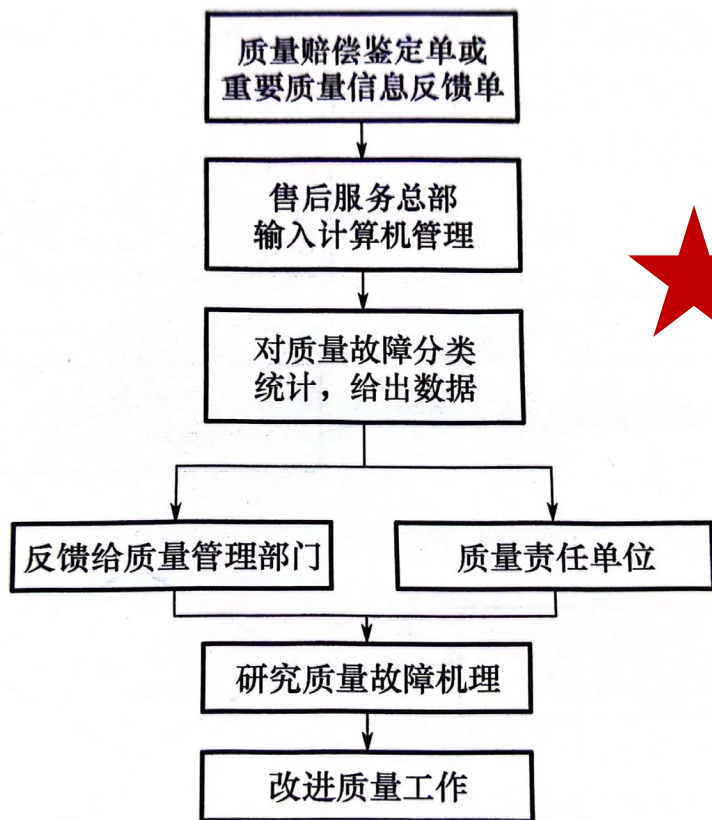 质量赔偿鉴定单或
重要质量信息反馈单
售后服务总部
输入计算机管理
对质量故障分类
统计，给出数据
反馈给质量管理部门
质量责任单位
研究质量故障机理
改进质量工作